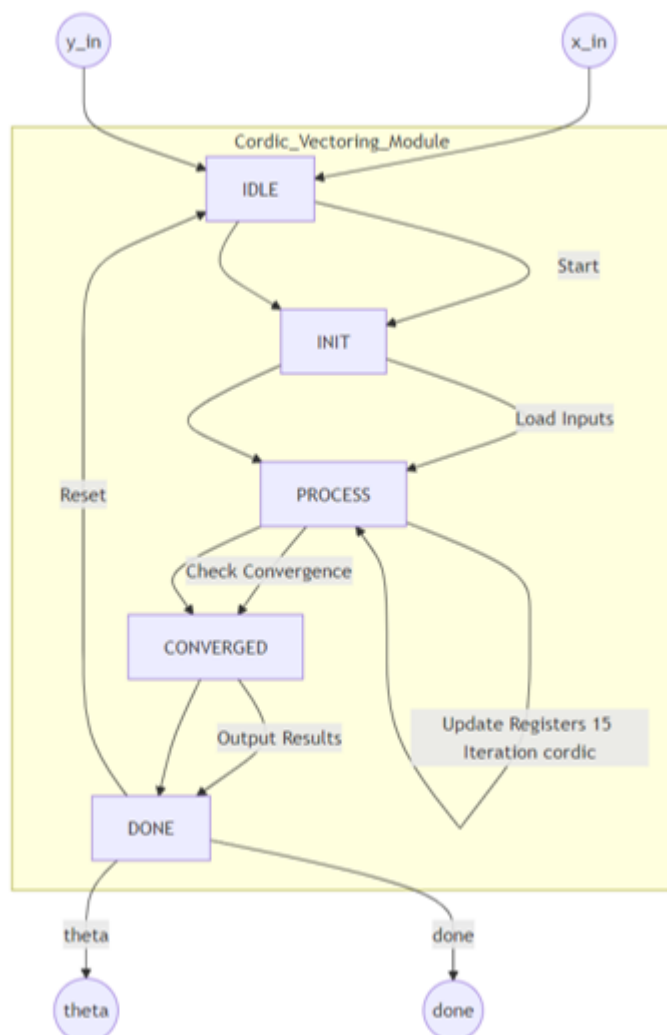 y_in
x_in
Cordic_Vectoring_Module
IDLE
Start
INIT
Load Inputs
Reset
PROCESS
Check Convergence
CONVERGED
Update Registers 15
Iteration cordic
Output Results
DONE
theta
done
theta
done